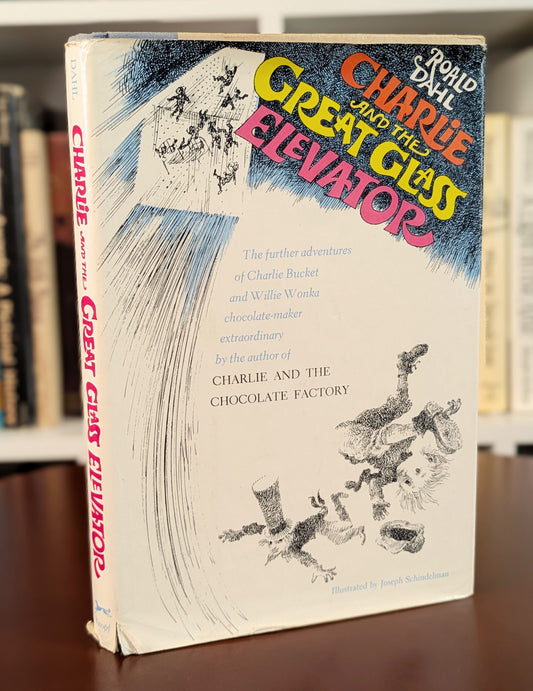 ROALD
DAHL
CHARLIE
AND THE
GREAT GLASS
ELEVATOR
The further adventures
of Charlie Bucket
and Willie Wonka
chocolate-maker
extraordinary
by the author of
CHARLIE AND THE
CHOCOLATE FACTORY
Illustrated by Joseph Schindelman
DAHL
CHARLIE AND THE GREAT GLASS ELEVATOR